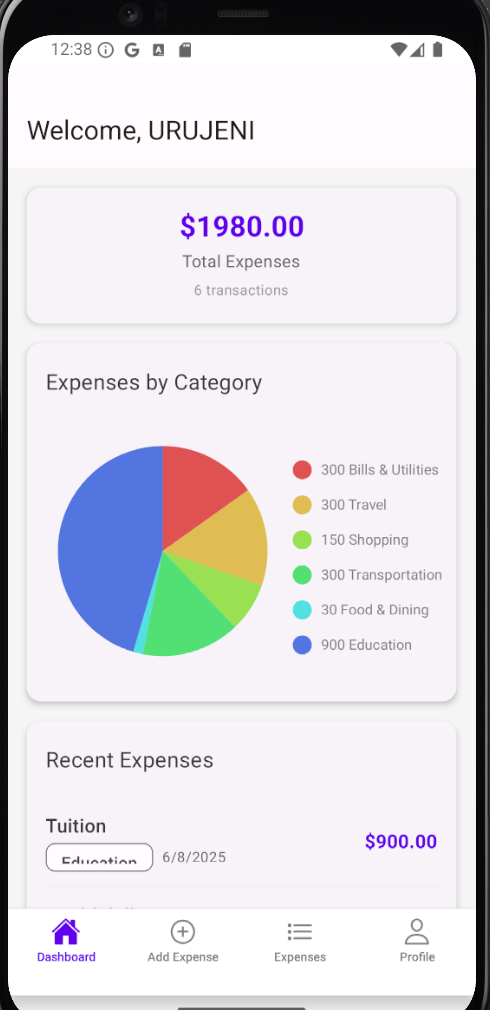 12:38
Welcome, URUJENI
$1980.00
Total Expenses
6 transactions
Expenses by Category
300 Bills & Utilities
300 Travel
150 Shopping
300 Transportation
30 Food & Dining
900 Education
Recent Expenses
Tuition
$900.00
Education
6/8/2025
Dashboard
Add Expense
Expenses
Profile